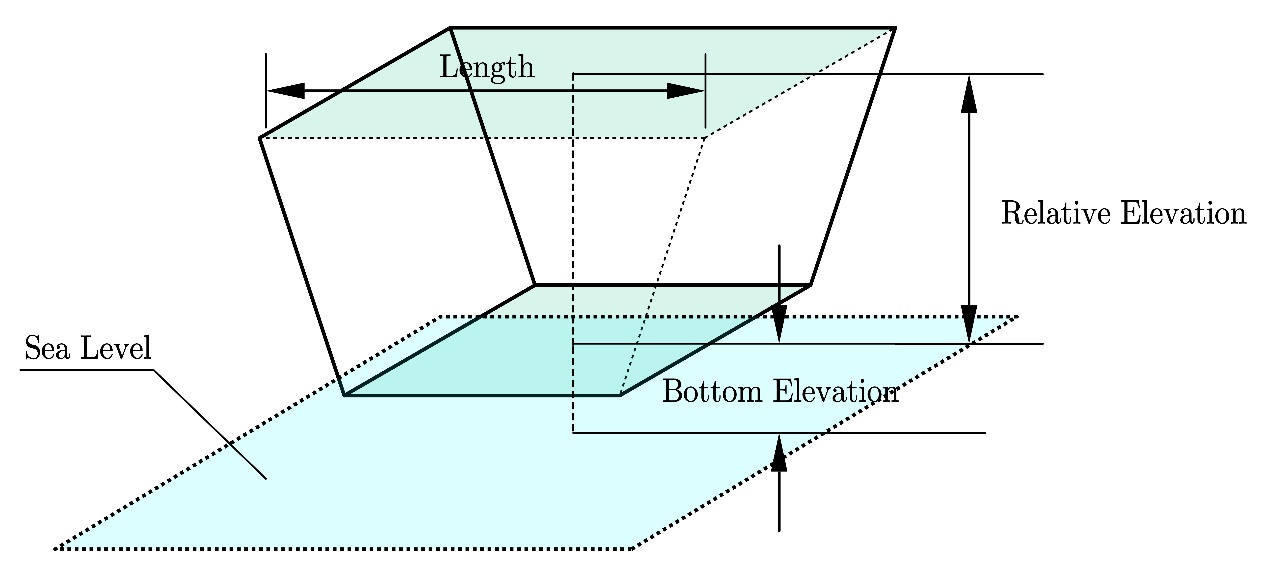 Length
Relative Elevation
Sea Level
Bottom Elevation